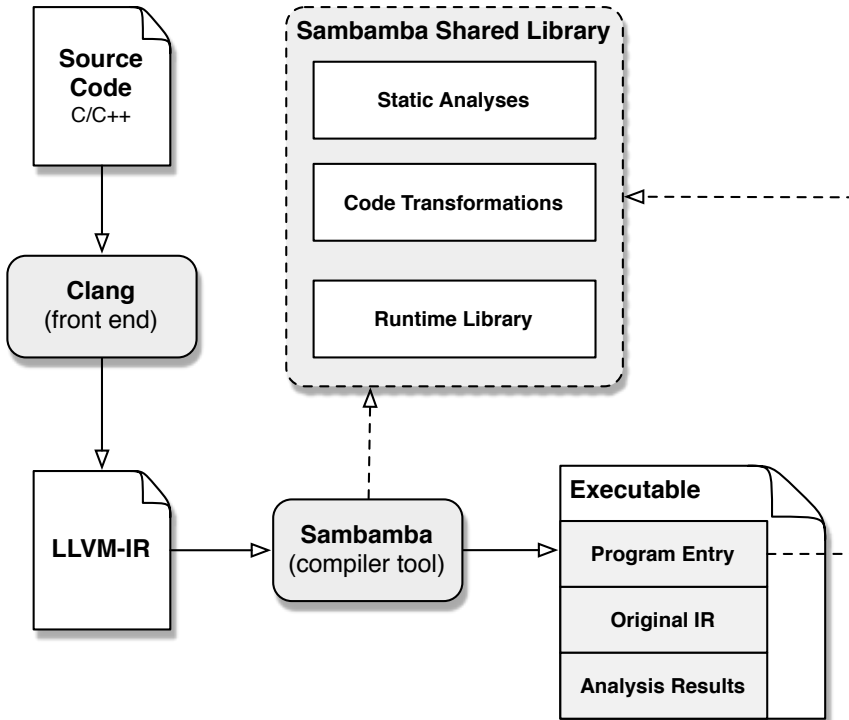 Source
Code
C/C++
Sambamba Shared Library
Static Analyses
Code Transformations
Runtime Library
Clang
(front end)
LLVM-IR
Sambamba
(compiler tool)
Executable
Program Entry
Original IR
Analysis Results